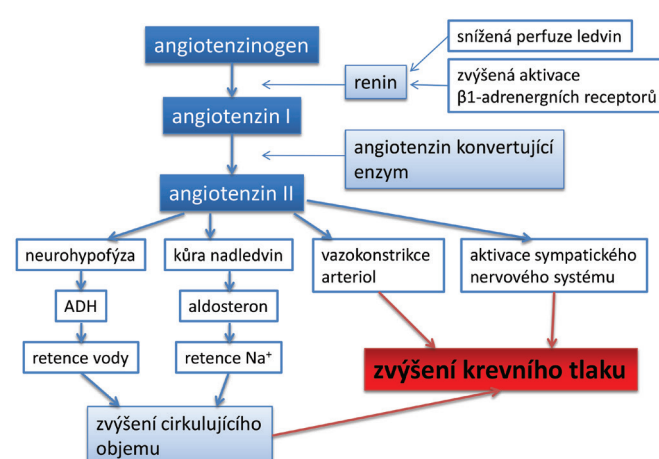 angiotenzinogen
snížená perfuze ledvin
renin
zvýšená aktivace
β1-adrenergních receptorů
angiotenzin I
angiotenzin konvertující
enzym
angiotenzin II
neurohypofýza
kůra nadledvin
vazokonstrikce
arteriol
aktivace sympatického
nervového systému
ADH
aldosteron
retence vody
retence Na⁺
zvýšení krevního tlaku
zvýšení cirkulujícího
objemu